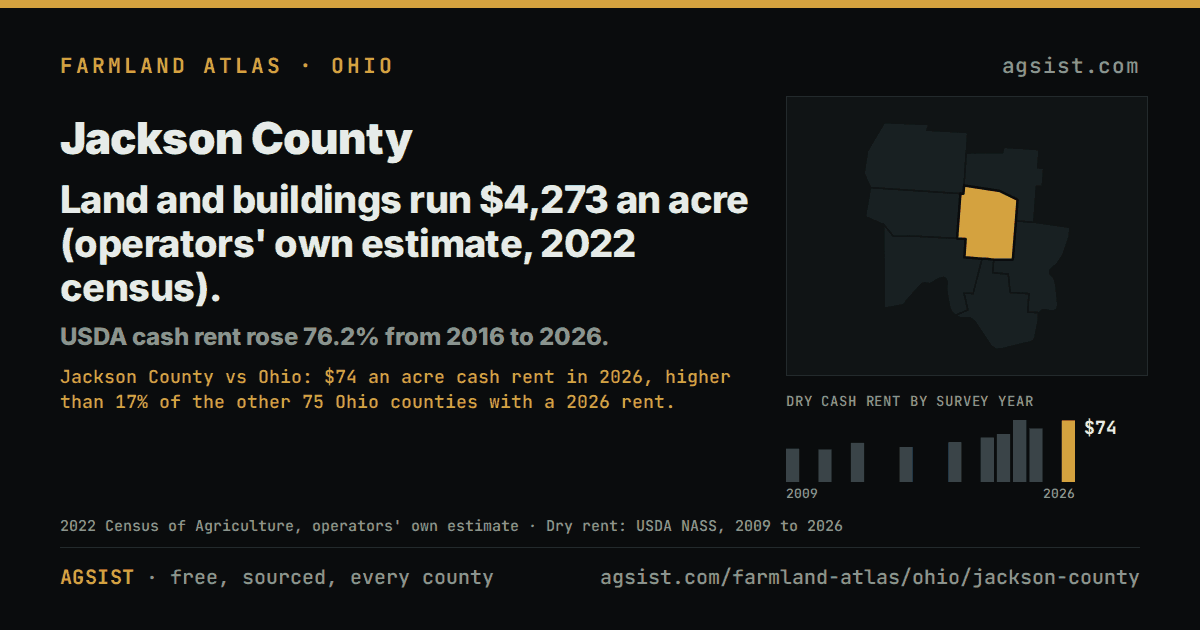 FARMLAND ATLAS · OHIO
agsist.com
Jackson County
Land and buildings run $4,273 an acre
(operators' own estimate, 2022
census).
USDA cash rent rose 76.2% from 2016 to 2026.
Jackson County vs Ohio: $74 an acre cash rent in 2026, higher
than 17% of the other 75 Ohio counties with a 2026 rent.
DRY CASH RENT BY SURVEY YEAR
$74
2009
2026
2022 Census of Agriculture, operators' own estimate · Dry rent: USDA NASS, 2009 to 2026
AGSIST · free, sourced, every county
agsist.com/farmland-atlas/ohio/jackson-county